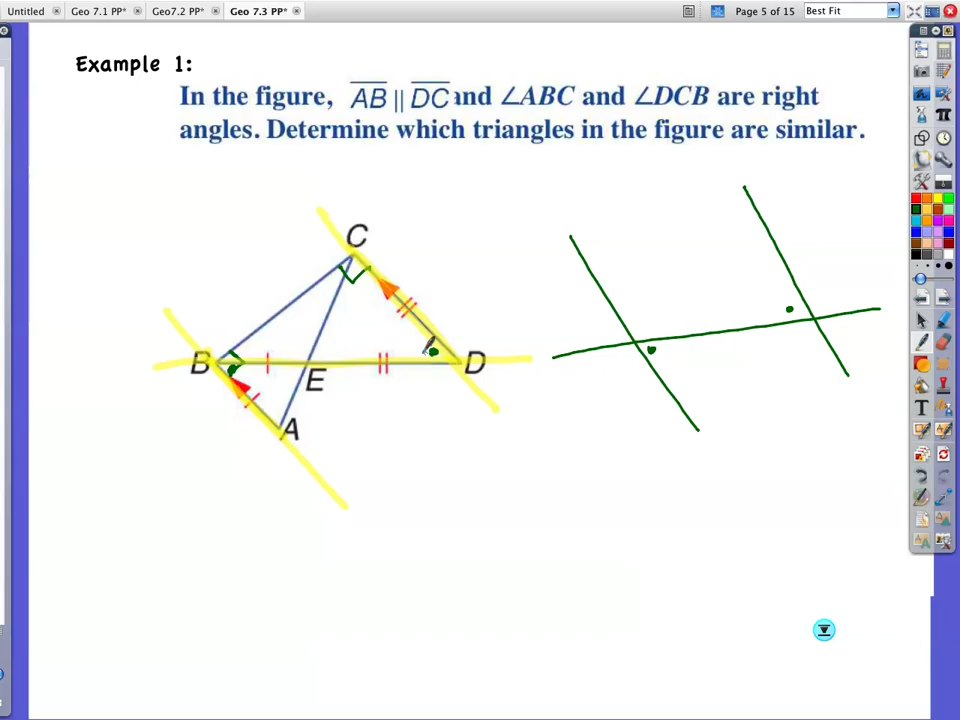 Untitled Geo 7.1 PP* Geo7.2 PP* Geo 7.3 PP* Page 5 of 15 Best Fit
Example 1:
In the figure, AB || DC and ∠ABC and ∠DCB are right
angles. Determine which triangles in the figure are similar.
C
B
E
D
A
T